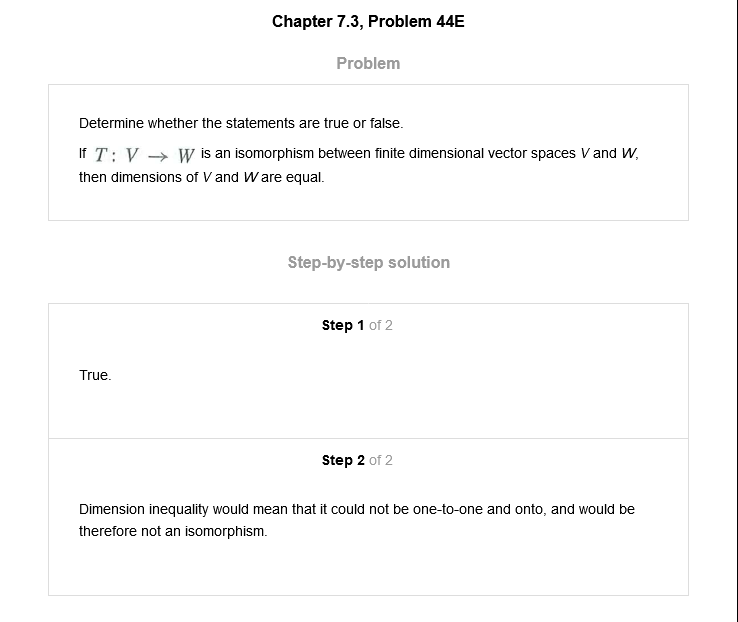 Chapter 7.3, Problem 44E
Problem
Determine whether the statements are true or false.
If T : V → W is an isomorphism between finite dimensional vector spaces V and W,
then dimensions of V and W are equal.
Step-by-step solution
Step 1 of 2
True.
Step 2 of 2
Dimension inequality would mean that it could not be one-to-one and onto, and would be
therefore not an isomorphism.